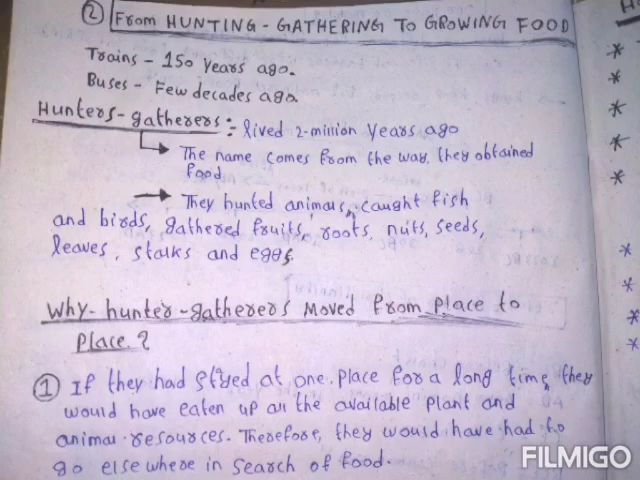 ② From HUNTING - GATHERING TO GROWING FOOD
Trains - 150 years ago.
Buses - Few decades ago.
Hunters-gatherers :- lived 2-million Years ago
→ The name comes from the way, they obtained
food
→ They hunted animals, caught fish
and birds, gathered fruits, roots, nuts, seeds,
leaves, stalks and eggs
Why-hunter-gatherers Moved From Place to
Place ?
① If they had stayed at one place for a long time, they
would have eaten up all the available plant and
animal resources. Therefore, they would have had to
go elsewhere in search of food.
FILMIGO